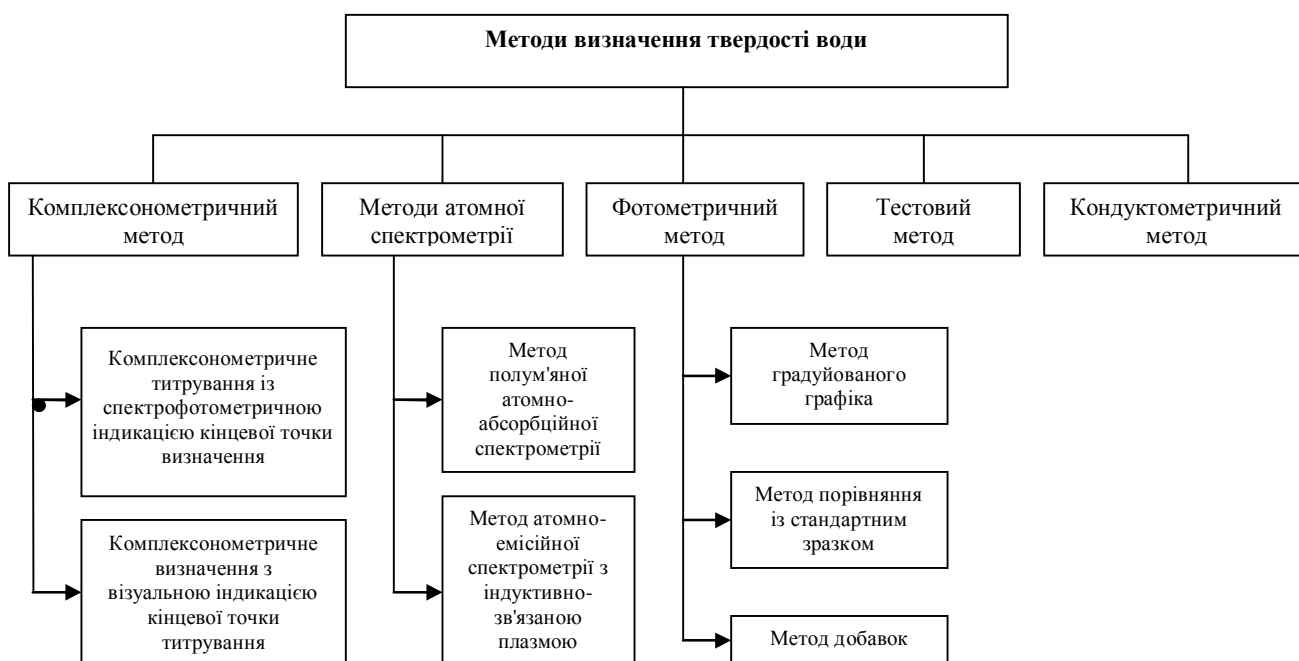 Методи визначення твердості води
Комплексонометричний
метод
Методи атомної
спектрометрії
Фотометричний
метод
Тестовий
метод
Кондуктометричний
метод
Комплексонометричне
титрування із
спектрофотометричною
індикацією кінцевої точки
визначення
Комплексонометричне
визначення з
візуальною індикацією
кінцевої точки
титрування
Метод
полум'яної
атомно-
абсорбційної
спектрометрії
Метод атомно-
емісійної
спектрометрії з
індуктивно-
зв'язаною
плазмою
Метод
градуйованого
графіка
Метод порівняння
із стандартним
зразком
Метод добавок